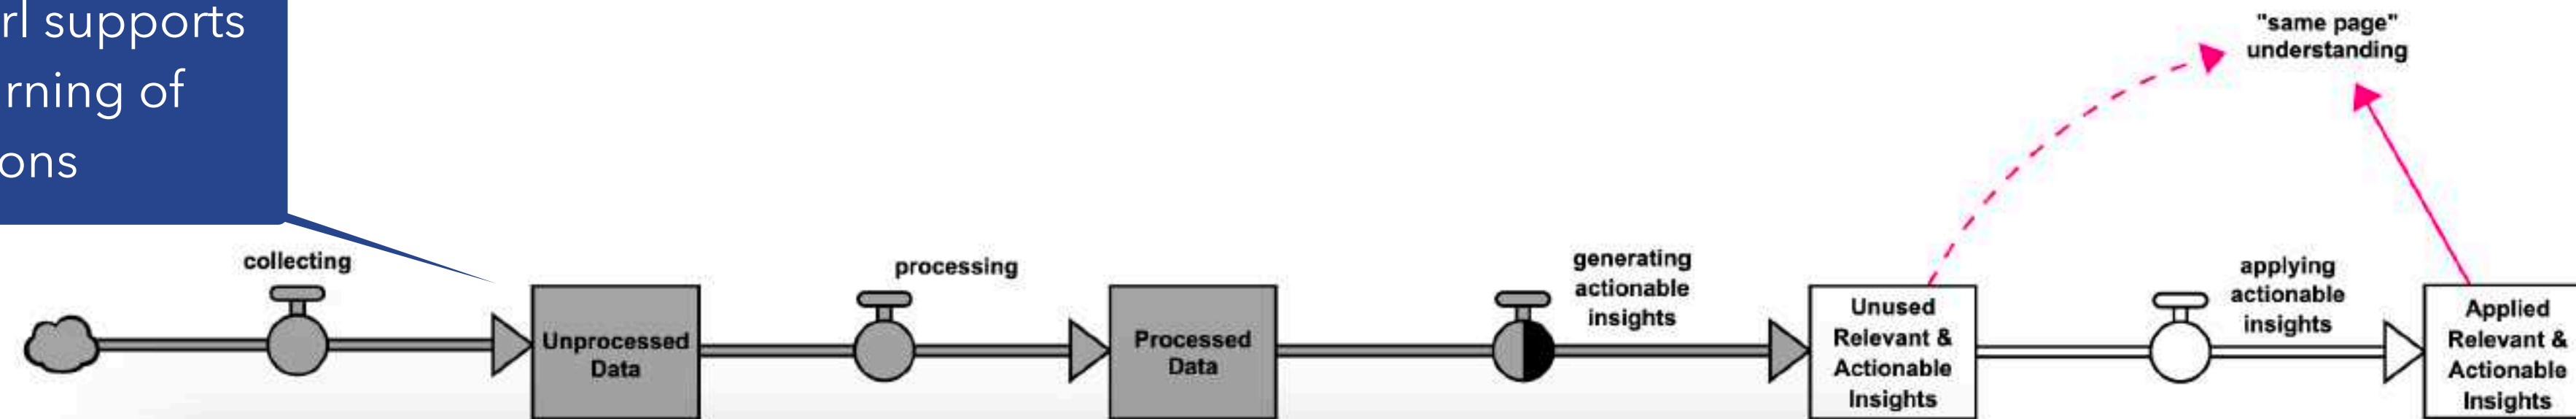 rl supports
rning of
ons
"same page"
understanding
collecting
processing
generating
actionable
insights
applying
actionable
insights
Unprocessed
Data
Processed
Data
Unused
Relevant &
Actionable
Insights
Applied
Relevant &
Actionable
Insights